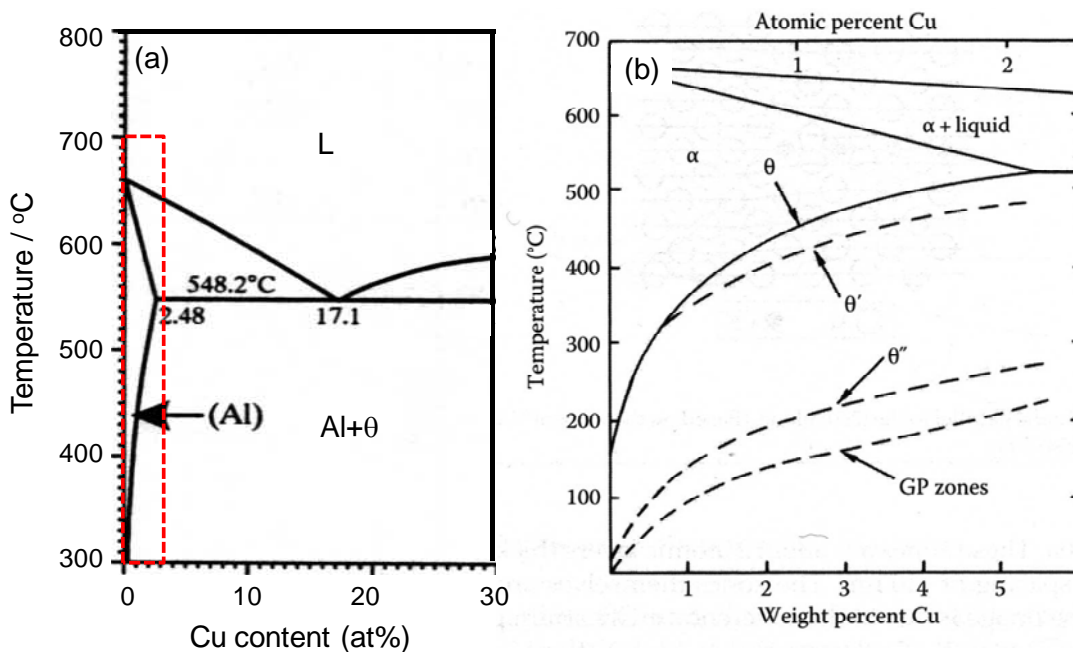 (a)
800
700
600
500
400
300
Temperature / °C
L
548.2°C
2.48
17.1
(Al)
Al+θ
0
10
20
30
Cu content (at%)
Atomic percent Cu
1
2
(b)
700
600
500
400
300
200
100
Temperature (°C)
α + liquid
α
θ
θ′
θ″
GP zones
1
2
3
4
5
Weight percent Cu